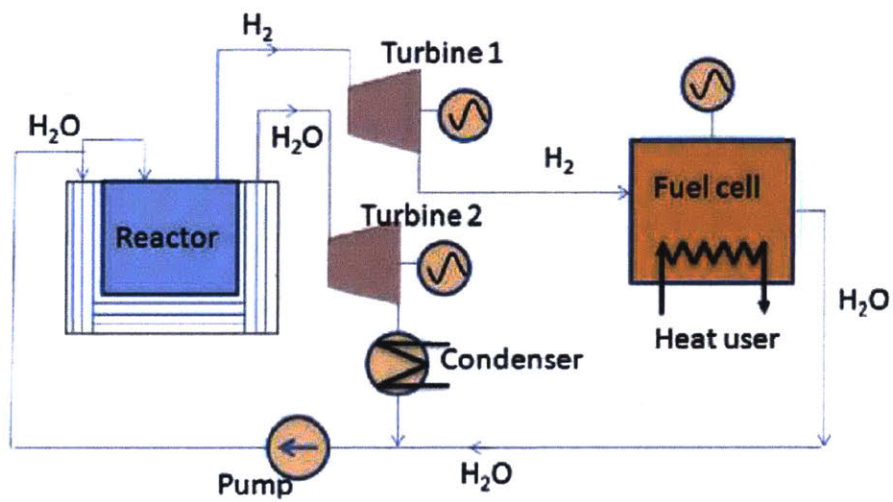 H₂
Turbine 1
H₂O
H₂O
H₂
Fuel cell
Reactor
Turbine 2
H₂O
Heat user
Condenser
Pump
H₂O